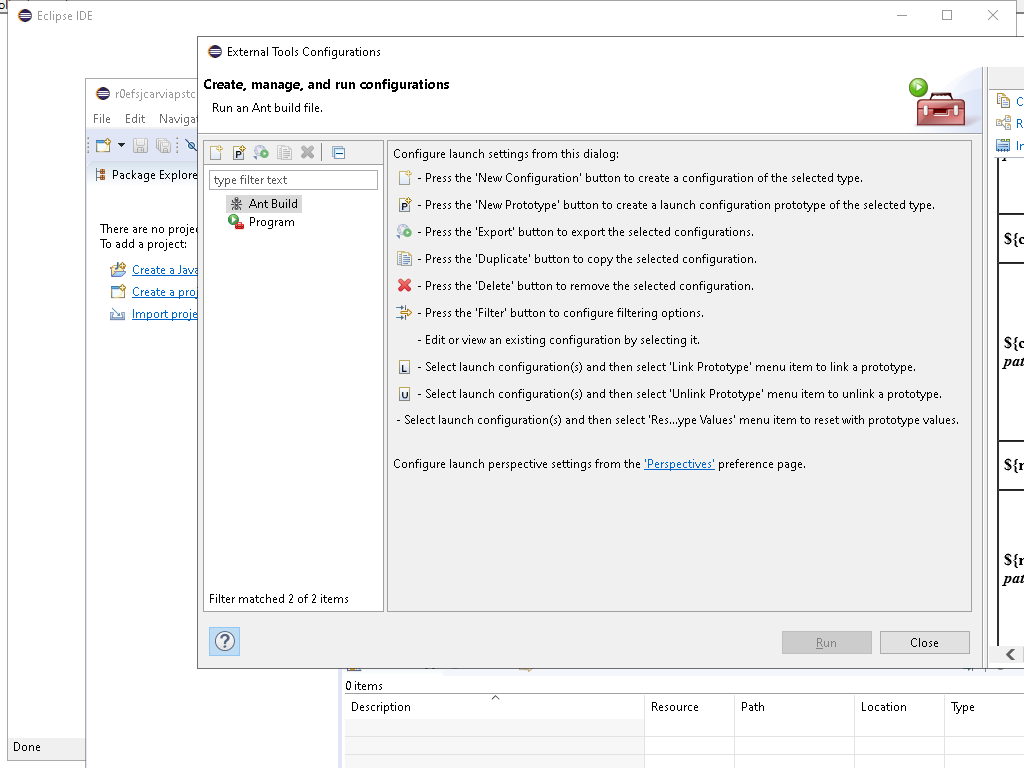 Eclipse IDE
External Tools Configurations
Create, manage, and run configurations
Run an Ant build file.
r0efsjcarviapstc
File Edit Navigat
Package Explore
There are no proje
To add a project:
Create a Java
Create a proj
Import proje
type filter text
Ant Build
Program
Filter matched 2 of 2 items
Configure launch settings from this dialog:
- Press the 'New Configuration' button to create a configuration of the selected type.
- Press the 'New Prototype' button to create a launch configuration prototype of the selected type.
- Press the 'Export' button to export the selected configurations.
- Press the 'Duplicate' button to copy the selected configuration.
- Press the 'Delete' button to remove the selected configuration.
- Press the 'Filter' button to configure filtering options.
- Edit or view an existing configuration by selecting it.
L - Select launch configuration(s) and then select 'Link Prototype' menu item to link a prototype.
U - Select launch configuration(s) and then select 'Unlink Prototype' menu item to unlink a prototype.
- Select launch configuration(s) and then select 'Res...ype Values' menu item to reset with prototype values.
Configure launch perspective settings from the 'Perspectives' preference page.
Run Close
C
R
In
${c
${c
pat
${r
${r
pat
0 items
Description Resource Path Location Type
Done